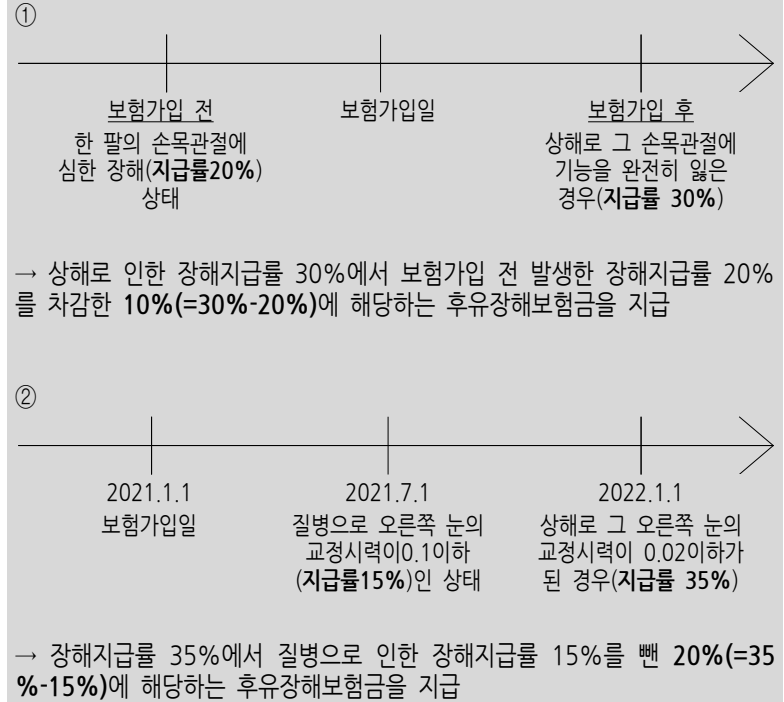 ①
보험가입 전
한 팔의 손목관절에
심한 장해(지급률20%)
상태
보험가입일
보험가입 후
상해로 그 손목관절에
기능을 완전히 잃은
경우(지급률 30%)
→ 상해로 인한 장해지급률 30%에서 보험가입 전 발생한 장해지급률 20%
를 차감한 10%(=30%-20%)에 해당하는 후유장해보험금을 지급
②
2021.1.1
보험가입일
2021.7.1
질병으로 오른쪽 눈의
교정시력이0.1이하
(지급률15%)인 상태
2022.1.1
상해로 그 오른쪽 눈의
교정시력이 0.02이하가
된 경우(지급률 35%)
→ 장해지급률 35%에서 질병으로 인한 장해지급률 15%를 뺀 20%(=35
%-15%)에 해당하는 후유장해보험금을 지급